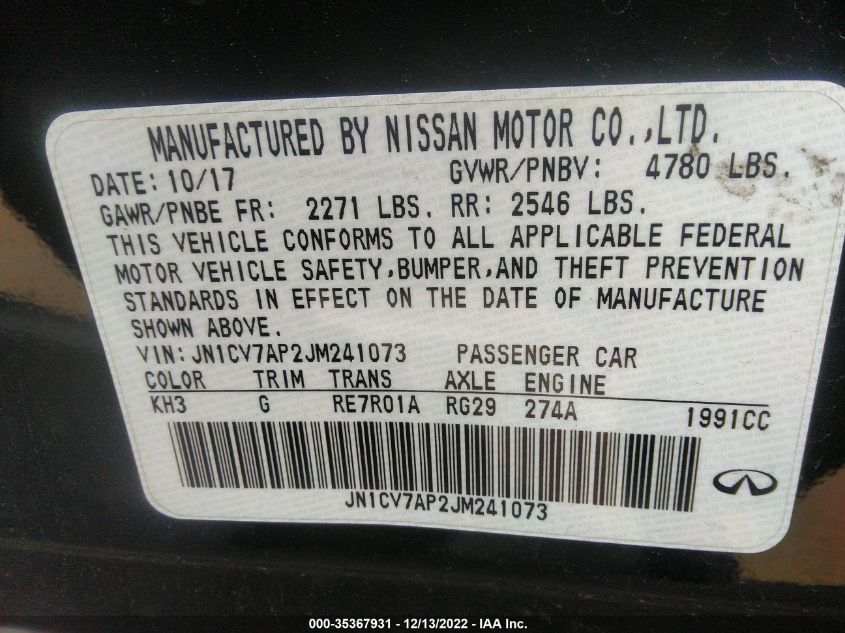 MANUFACTURED BY NISSAN MOTOR CO.,LTD.
DATE: 10/17 GVWR/PNBV: 4780 LBS.
GAWR/PNBE FR: 2271 LBS. RR: 2546 LBS.
THIS VEHICLE CONFORMS TO ALL APPLICABLE FEDERAL
MOTOR VEHICLE SAFETY,BUMPER,AND THEFT PREVENTION
STANDARDS IN EFFECT ON THE DATE OF MANUFACTURE
SHOWN ABOVE.
VIN: JN1CV7AP2JM241073 PASSENGER CAR
COLOR TRIM TRANS AXLE ENGINE
KH3 G RE7R01A RG29 274A 1991CC
JN1CV7AP2JM241073
000-35367931 - 12/13/2022 - IAA Inc.